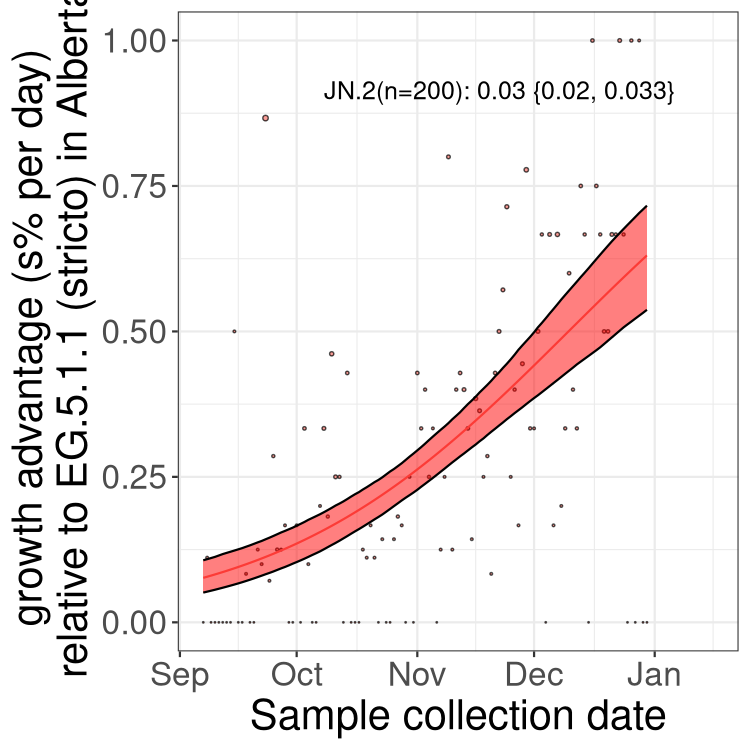 growth advantage (s% per day)
relative to EG.5.1.1 (stricto) in Alberta
1.00
0.75
0.50
0.25
0.00
JN.2(n=200): 0.03 {0.02, 0.033}
Sep Oct Nov Dec Jan
Sample collection date